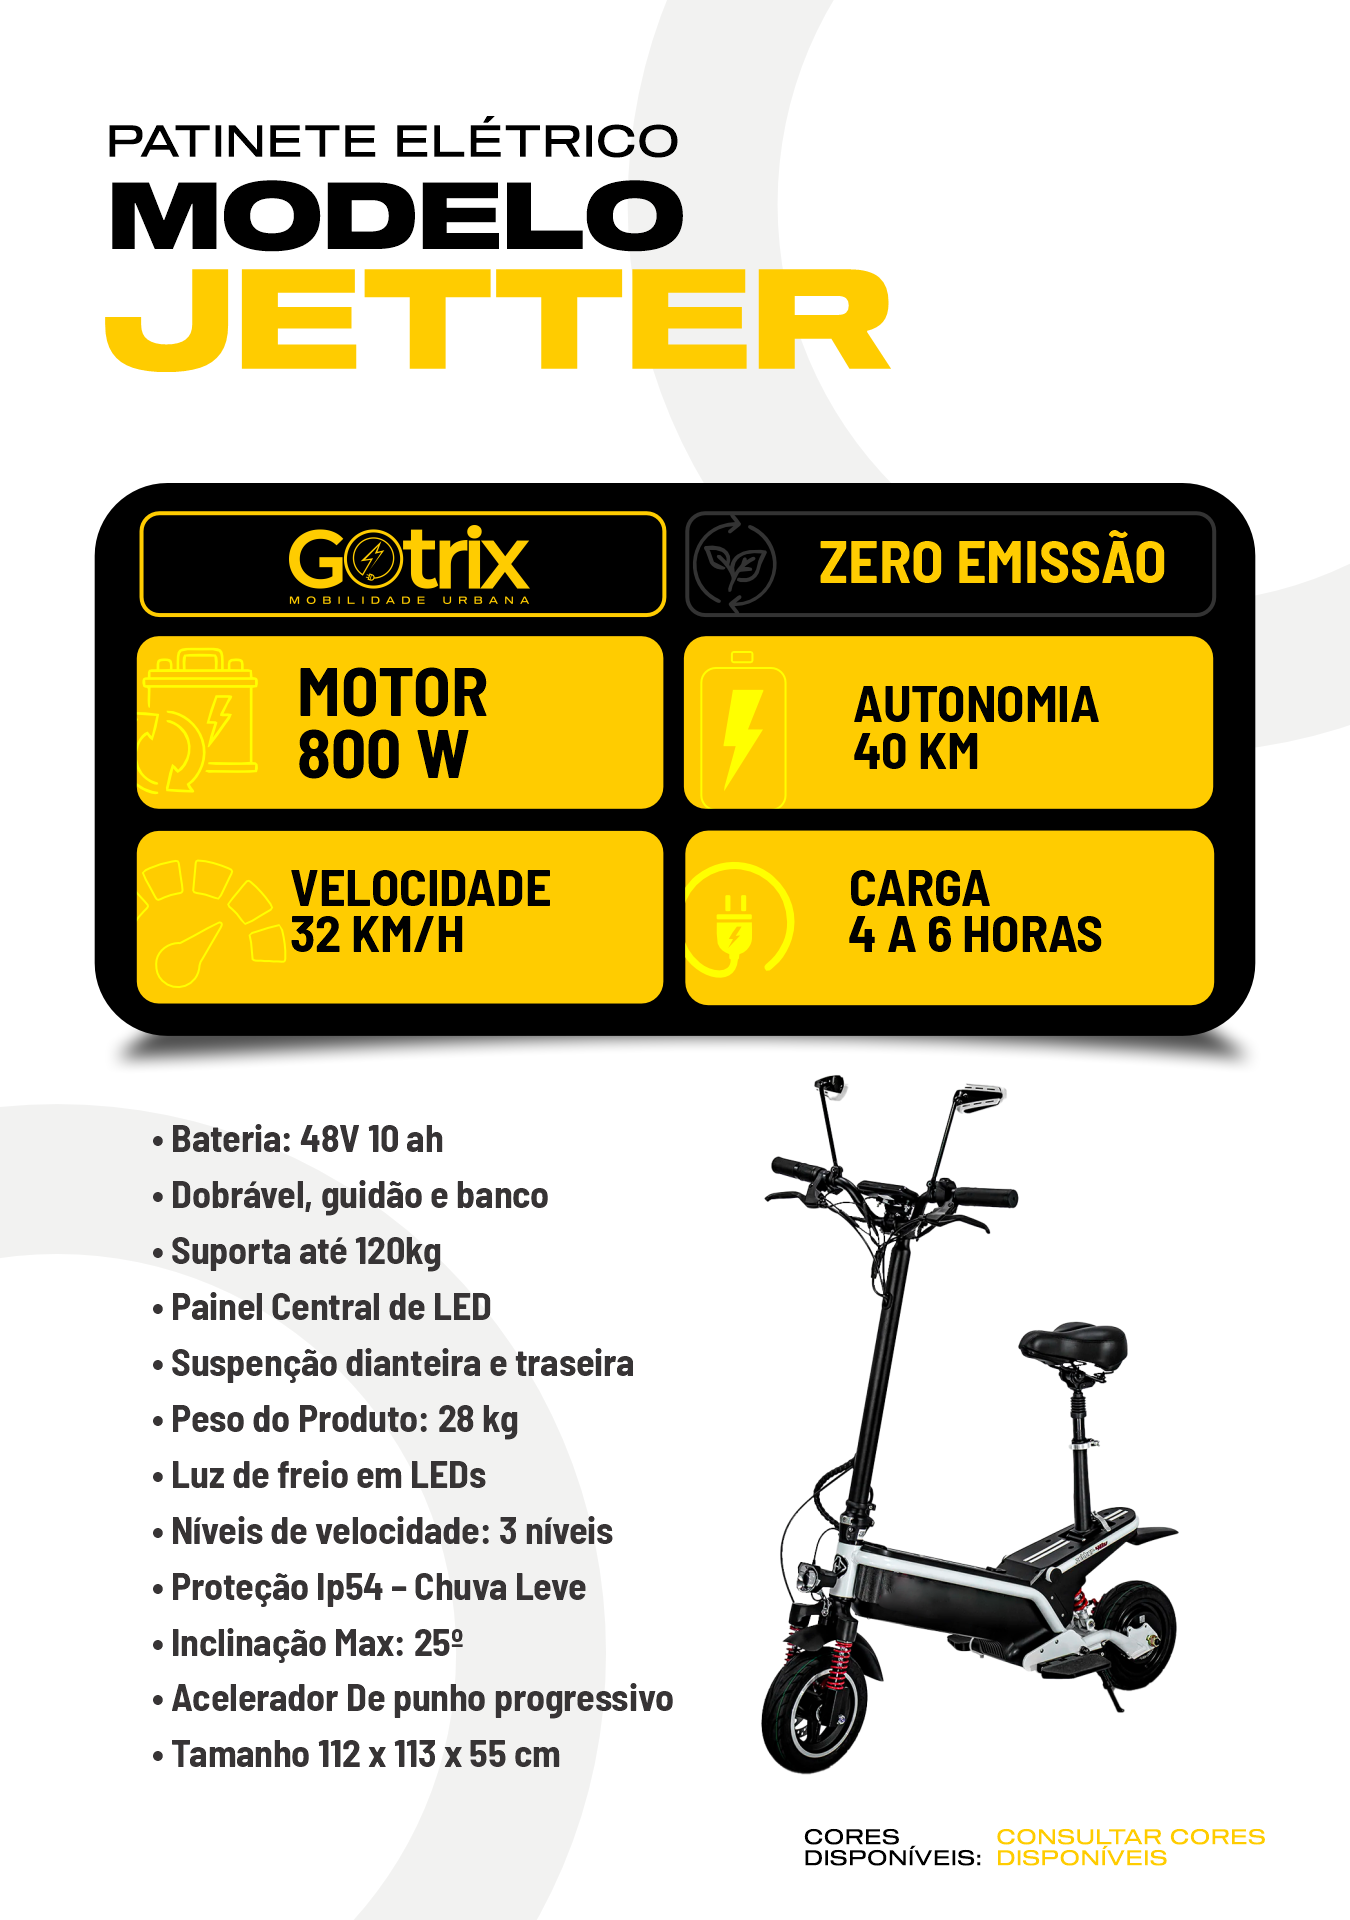 PATINETE ELÉTRICO
MODELO
JETTER
Gotrix
MOBILIDADE URBANA
ZERO EMISSÃO
MOTOR
800 W
AUTONOMIA
40 KM
VELOCIDADE
32 KM/H
CARGA
4 A 6 HORAS
• Bateria: 48V 10 ah
• Dobrável, guidão e banco
• Suporta até 120kg
• Painel Central de LED
• Suspenção dianteira e traseira
• Peso do Produto: 28 kg
• Luz de freio em LEDs
• Níveis de velocidade: 3 níveis
• Proteção Ip54 – Chuva Leve
• Inclinação Max: 25º
• Acelerador De punho progressivo
• Tamanho 112 x 113 x 55 cm
CORES
DISPONÍVEIS:
CONSULTAR CORES
DISPONÍVEIS